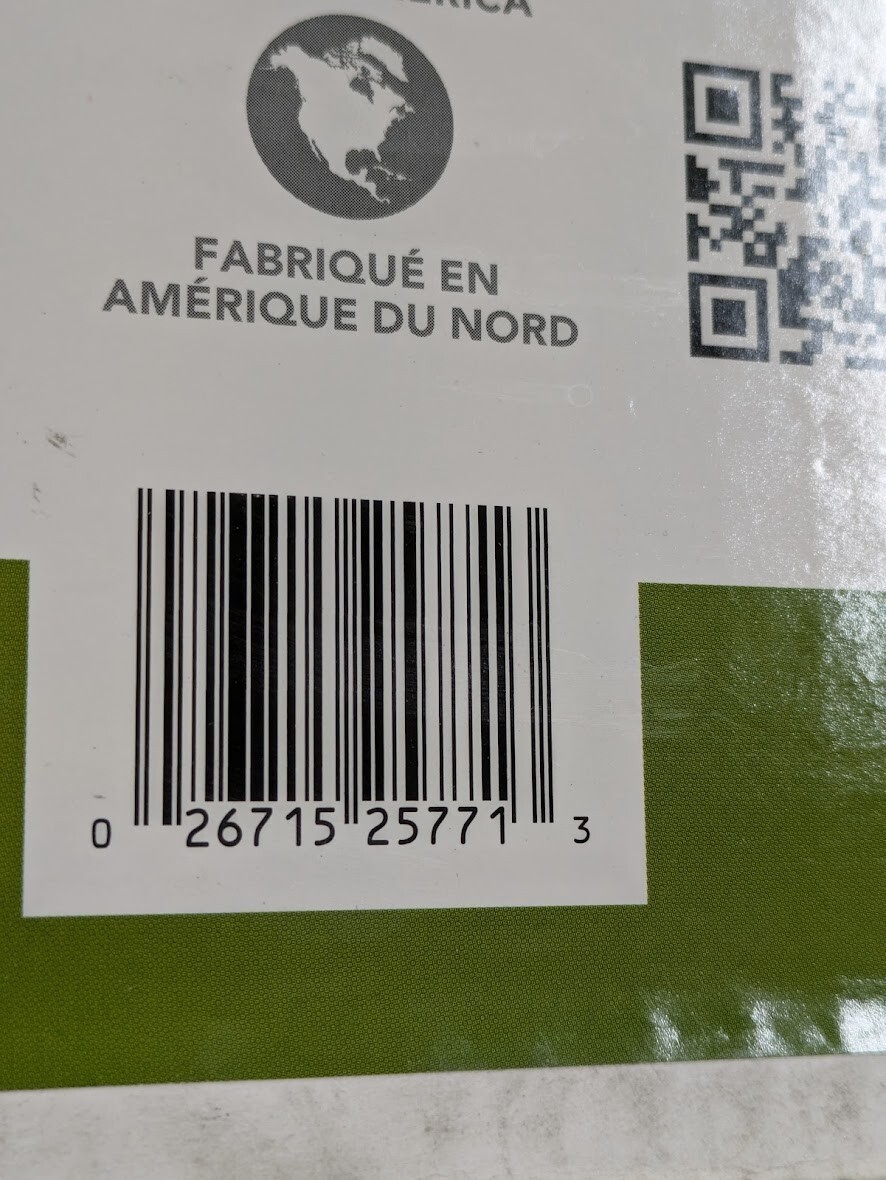 FABRIQUÉ EN
AMÉRIQUE DU NORD
0 26715 25771 3